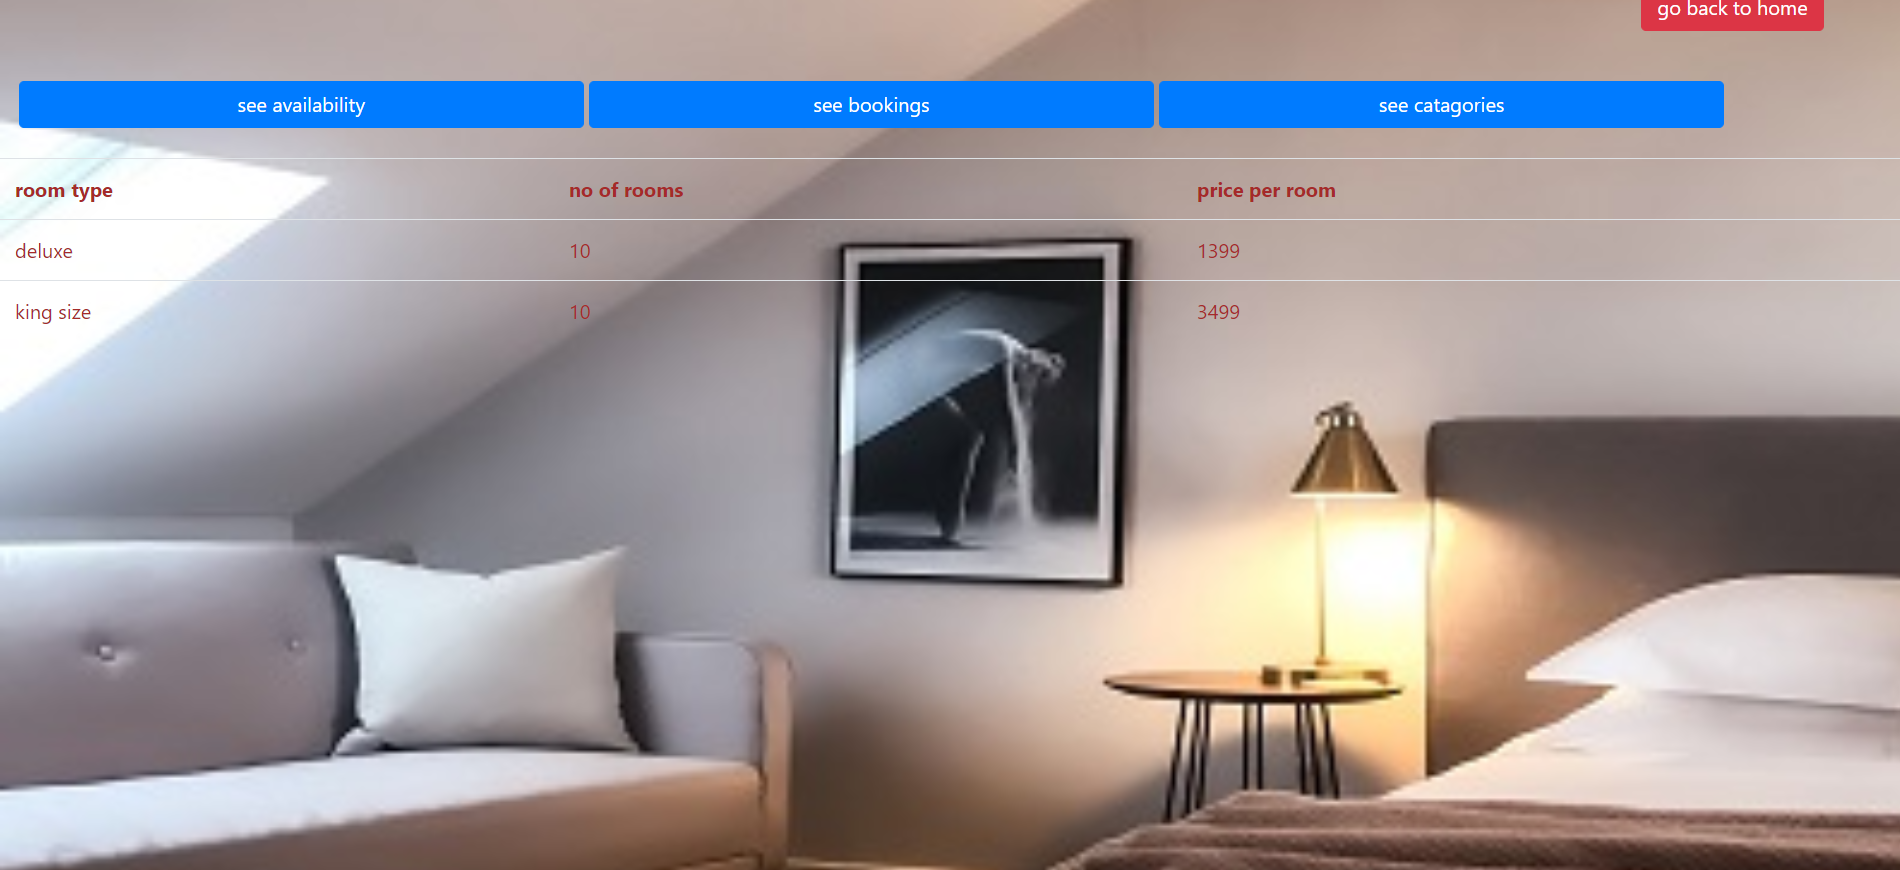 go back to home
see availability see bookings see catagories
room type no of rooms price per room
deluxe 10 1399
king size 10 3499